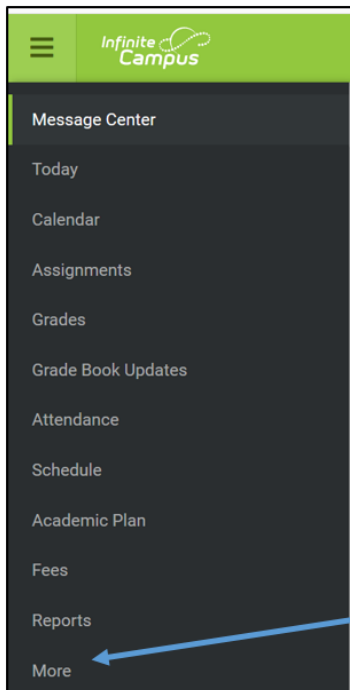 Infinite
Campus
Message Center
Today
Calendar
Assignments
Grades
Grade Book Updates
Attendance
Schedule
Academic Plan
Fees
Reports
More